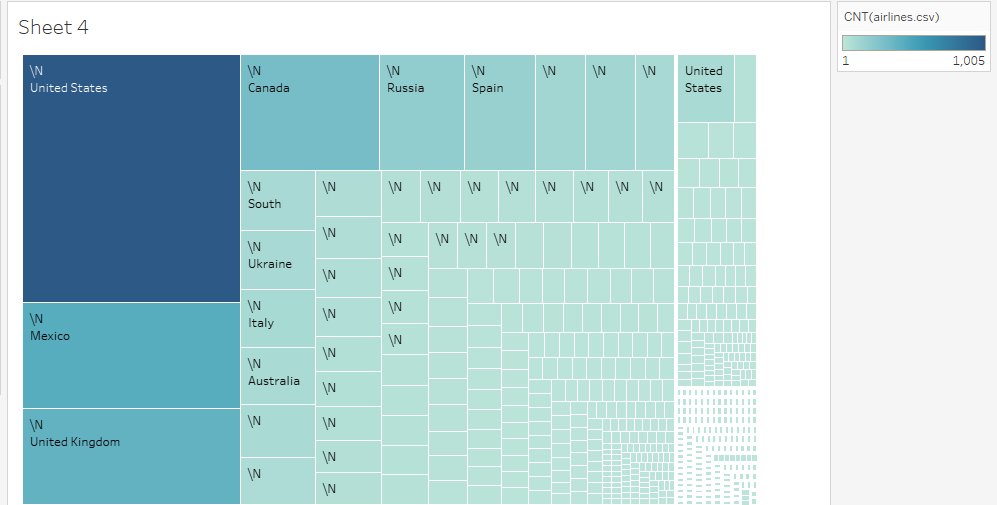 Sheet 4
CNT(airlines.csv)
1 1,005
\N
United States
\N
Canada
\N
Russia
\N
Spain
\N
\N
\N
United
States
\N
South
\N
\N
\N
\N
\N
\N
\N
\N
\N
\N
\N
Ukraine
\N
\N
\N
\N
\N
\N
\N
\N
Italy
\N
\N
\N
\N
\N
Australia
\N
\N
\N
\N
\N
\N
\N
Mexico
\N
United Kingdom